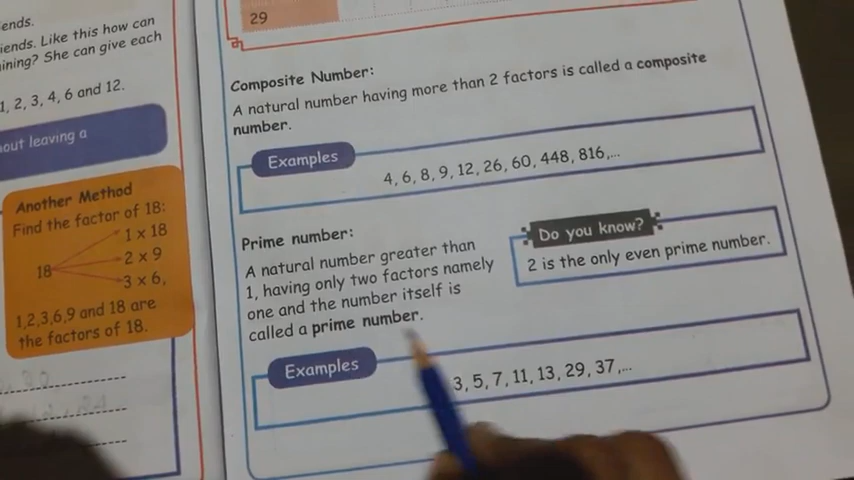 ends.
iends. Like this how can
ining? She can give each
1, 2, 3, 4, 6 and 12.
out leaving a
Another Method
Find the factor of 18:
18
1 x 18
2 x 9
3 x 6,
1,2,3,6,9 and 18 are
the factors of 18.
29
Composite Number:
A natural number having more than 2 factors is called a composite
number.
Examples
4, 6, 8, 9, 12, 26, 60, 448, 816,...
Prime number:
A natural number greater than
1, having only two factors namely
one and the number itself is
called a prime number.
Do you know?
2 is the only even prime number.
Examples
3, 5, 7, 11, 13, 29, 37,...